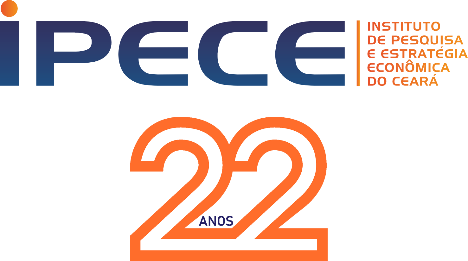 iPECE
INSTITUTO
DE PESQUISA
E ESTRATÉGIA
ECONÔMICA
DO CEARÁ
22
ANOS